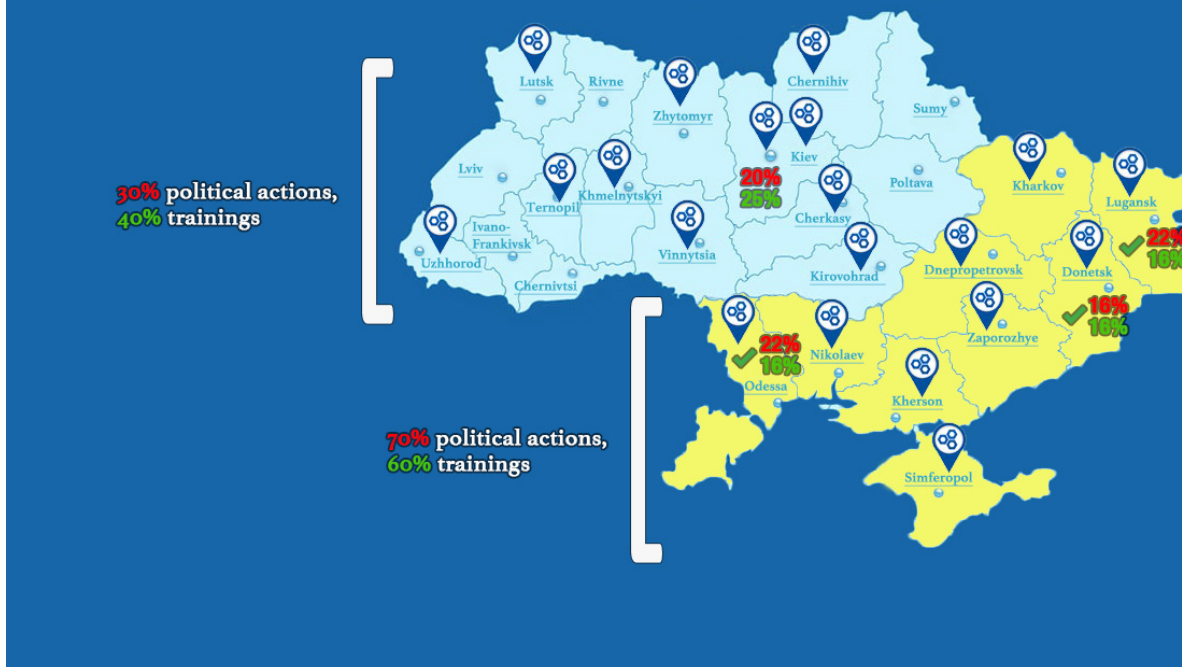 Lutsk
Rivne
Zhytomyr
Chernihiv
Sumy
Kiev
Lviv
Ternopil
Khmelnytskyi
20%
25%
Cherkasy
Poltava
Kharkov
Lugansk
30% political actions,
40% trainings
Ivano-
Frankivsk
Uzhhorod
Chernivtsi
Vinnytsia
Kirovohrad
Dnepropetrovsk
Donetsk
22%
16%
16%
16%
Zaporozhye
22%
16%
Nikolaev
Odessa
Kherson
70% political actions,
60% trainings
Simferopol